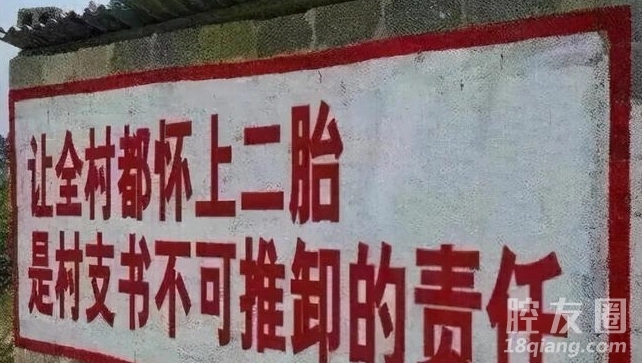 让全村都怀上二胎
是村支书不可推卸的责任
腔友圈
18qiang.com